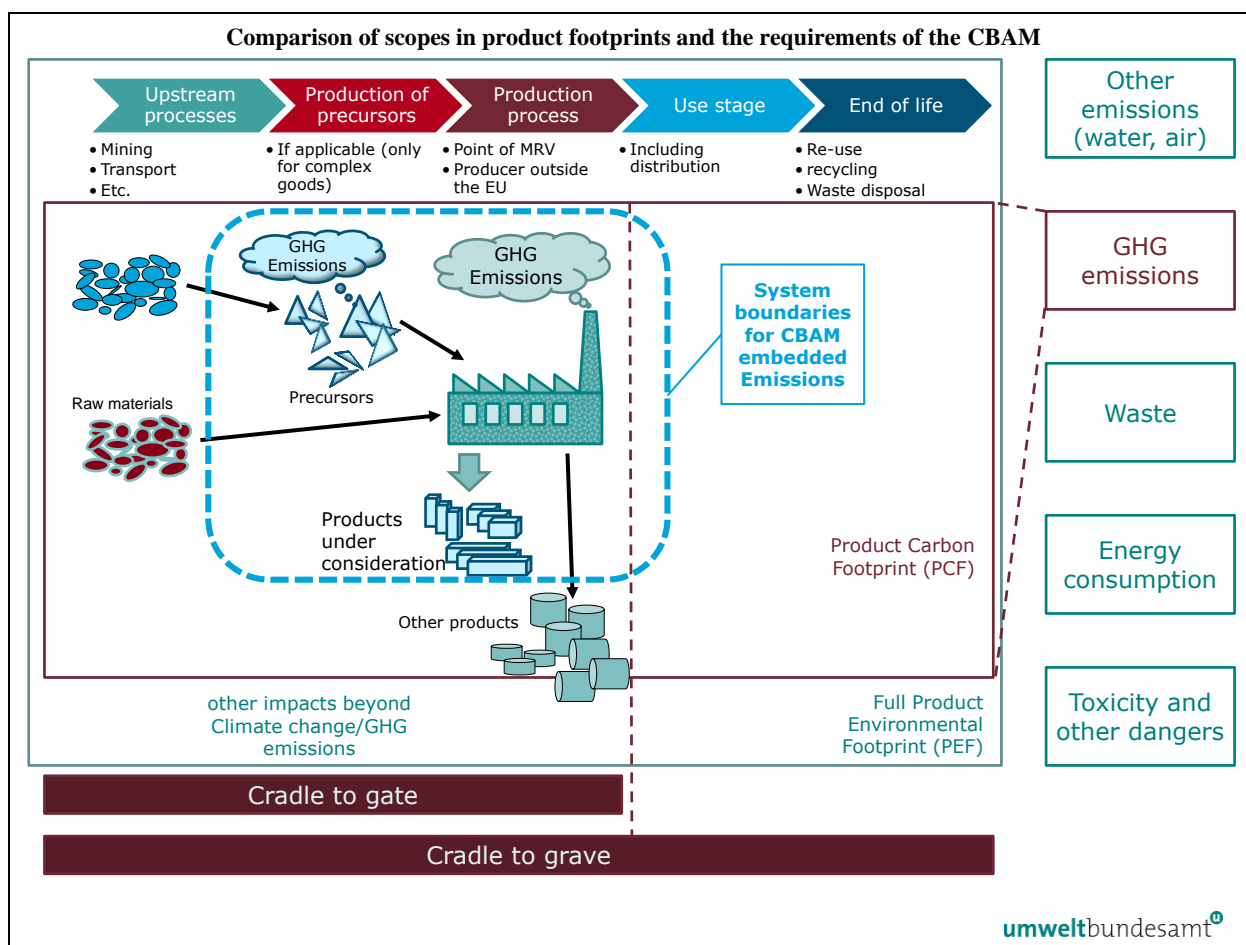 Comparison of scopes in product footprints and the requirements of the CBAM
Upstream
processes
Production of
precursors
Production
process
Use stage
End of life
• Mining
• Transport
• Etc.
• If applicable (only
for complex
goods)
• Point of MRV
• Producer outside
the EU
• Including
distribution
• Re-use
• recycling
• Waste disposal
GHG
Emissions
GHG
Emissions
Precursors
Raw materials
System
boundaries
for CBAM
embedded
Emissions
Products
under
consideration
Other products
Product Carbon
Footprint (PCF)
other impacts beyond
Climate change/GHG
emissions
Full Product
Environmental
Footprint (PEF)
Cradle to gate
Cradle to grave
Other
emissions
(water, air)
GHG
emissions
Waste
Energy
consumption
Toxicity and
other dangers
umweltbundesamt u